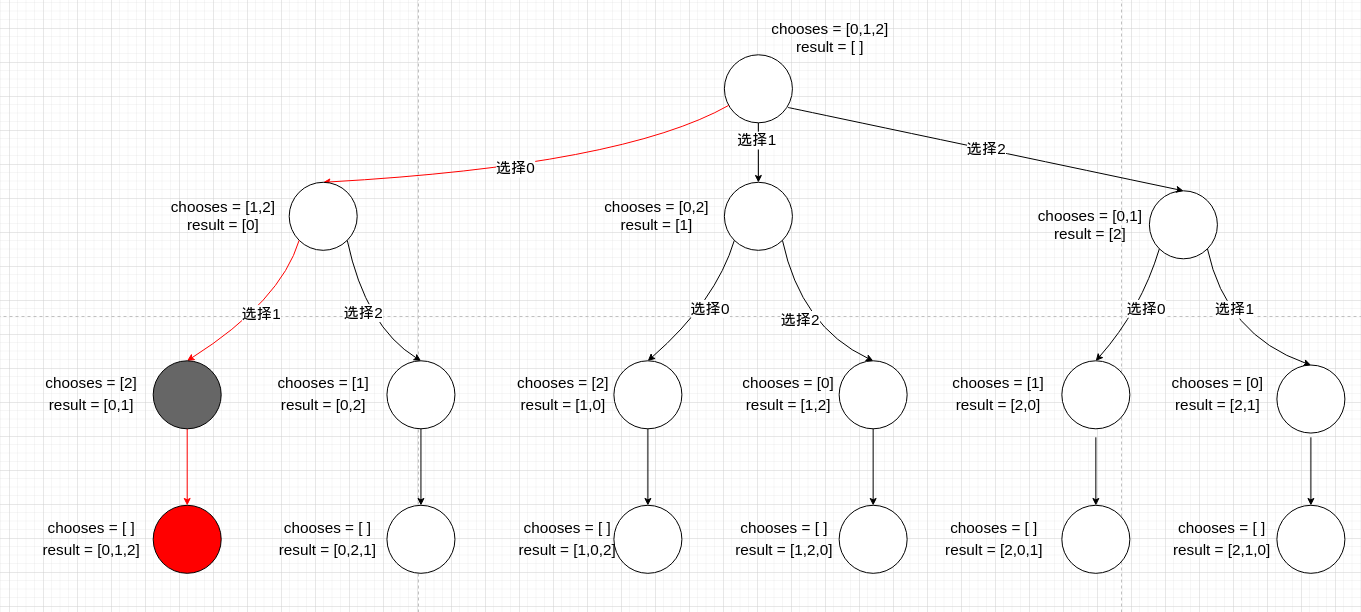 chooses = [0,1,2]
result = [ ]
选择1
选择2
选择0
chooses = [1,2]
result = [0]
chooses = [0,2]
result = [1]
chooses = [0,1]
result = [2]
选择1
选择2
选择0
选择2
选择0
选择1
chooses = [2]
result = [0,1]
chooses = [1]
result = [0,2]
chooses = [2]
result = [1,0]
chooses = [0]
result = [1,2]
chooses = [1]
result = [2,0]
chooses = [0]
result = [2,1]
chooses = [ ]
result = [0,1,2]
chooses = [ ]
result = [0,2,1]
chooses = [ ]
result = [1,0,2]
chooses = [ ]
result = [1,2,0]
chooses = [ ]
result = [2,0,1]
chooses = [ ]
result = [2,1,0]